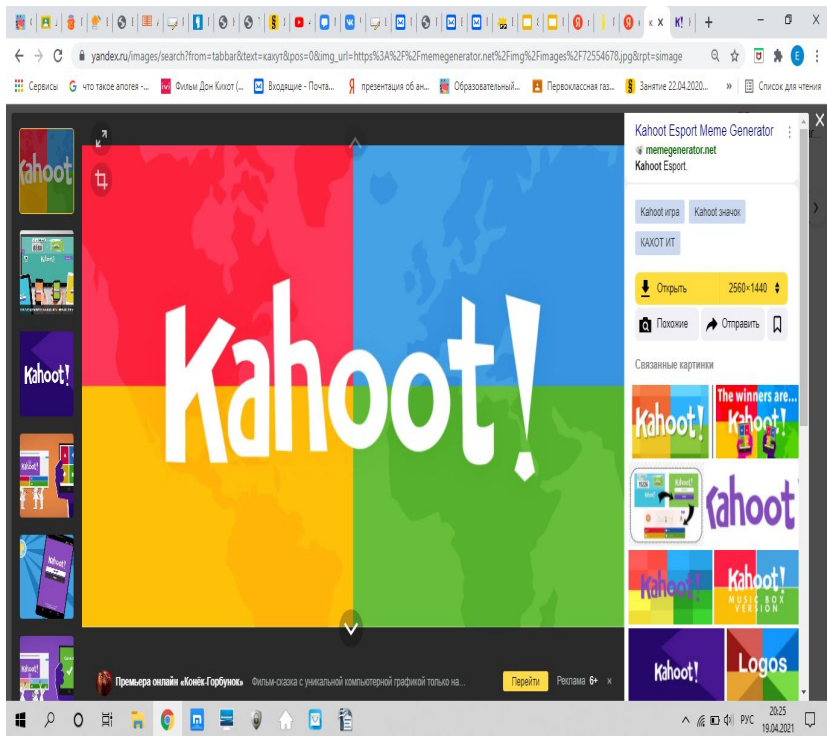 yandex.ru/images/search?from=tabbar&text=кахут&pos=0&img_url=https%3A%2F%2Fmemegenerator.net%2Fimg%2Fimages%2F72554678.jpg&rpt=simage
Сервисы что такое апогея -... Фильм Дон Кихот (... Входящие - Почта... презентация об ан... Образовательный... Первоклассная газ... Занятие 22.04.2020... » Список для чтения
Kahoot!
Kahoot Esport Meme Generator
memegenerator.net
Kahoot Esport.
Kahoot игра Kahoot значок
КАХОТ ИТ
Открыть 2560×1440
Похожие Отправить
Связанные картинки
Kahoot!
The winners are...
Kahoot!
Kahoot
Kahoot!
Kahoot!
MUSIC BOX
VERSION
Kahoot!
Logos
Kahoot
Kahoot!
Премьера онлайн «Конёк-Горбунок» Фильм-сказка с уникальной компьютерной графикой только на...
Перейти Реклама 6+ ×
РУС
20:25
19.04.2021